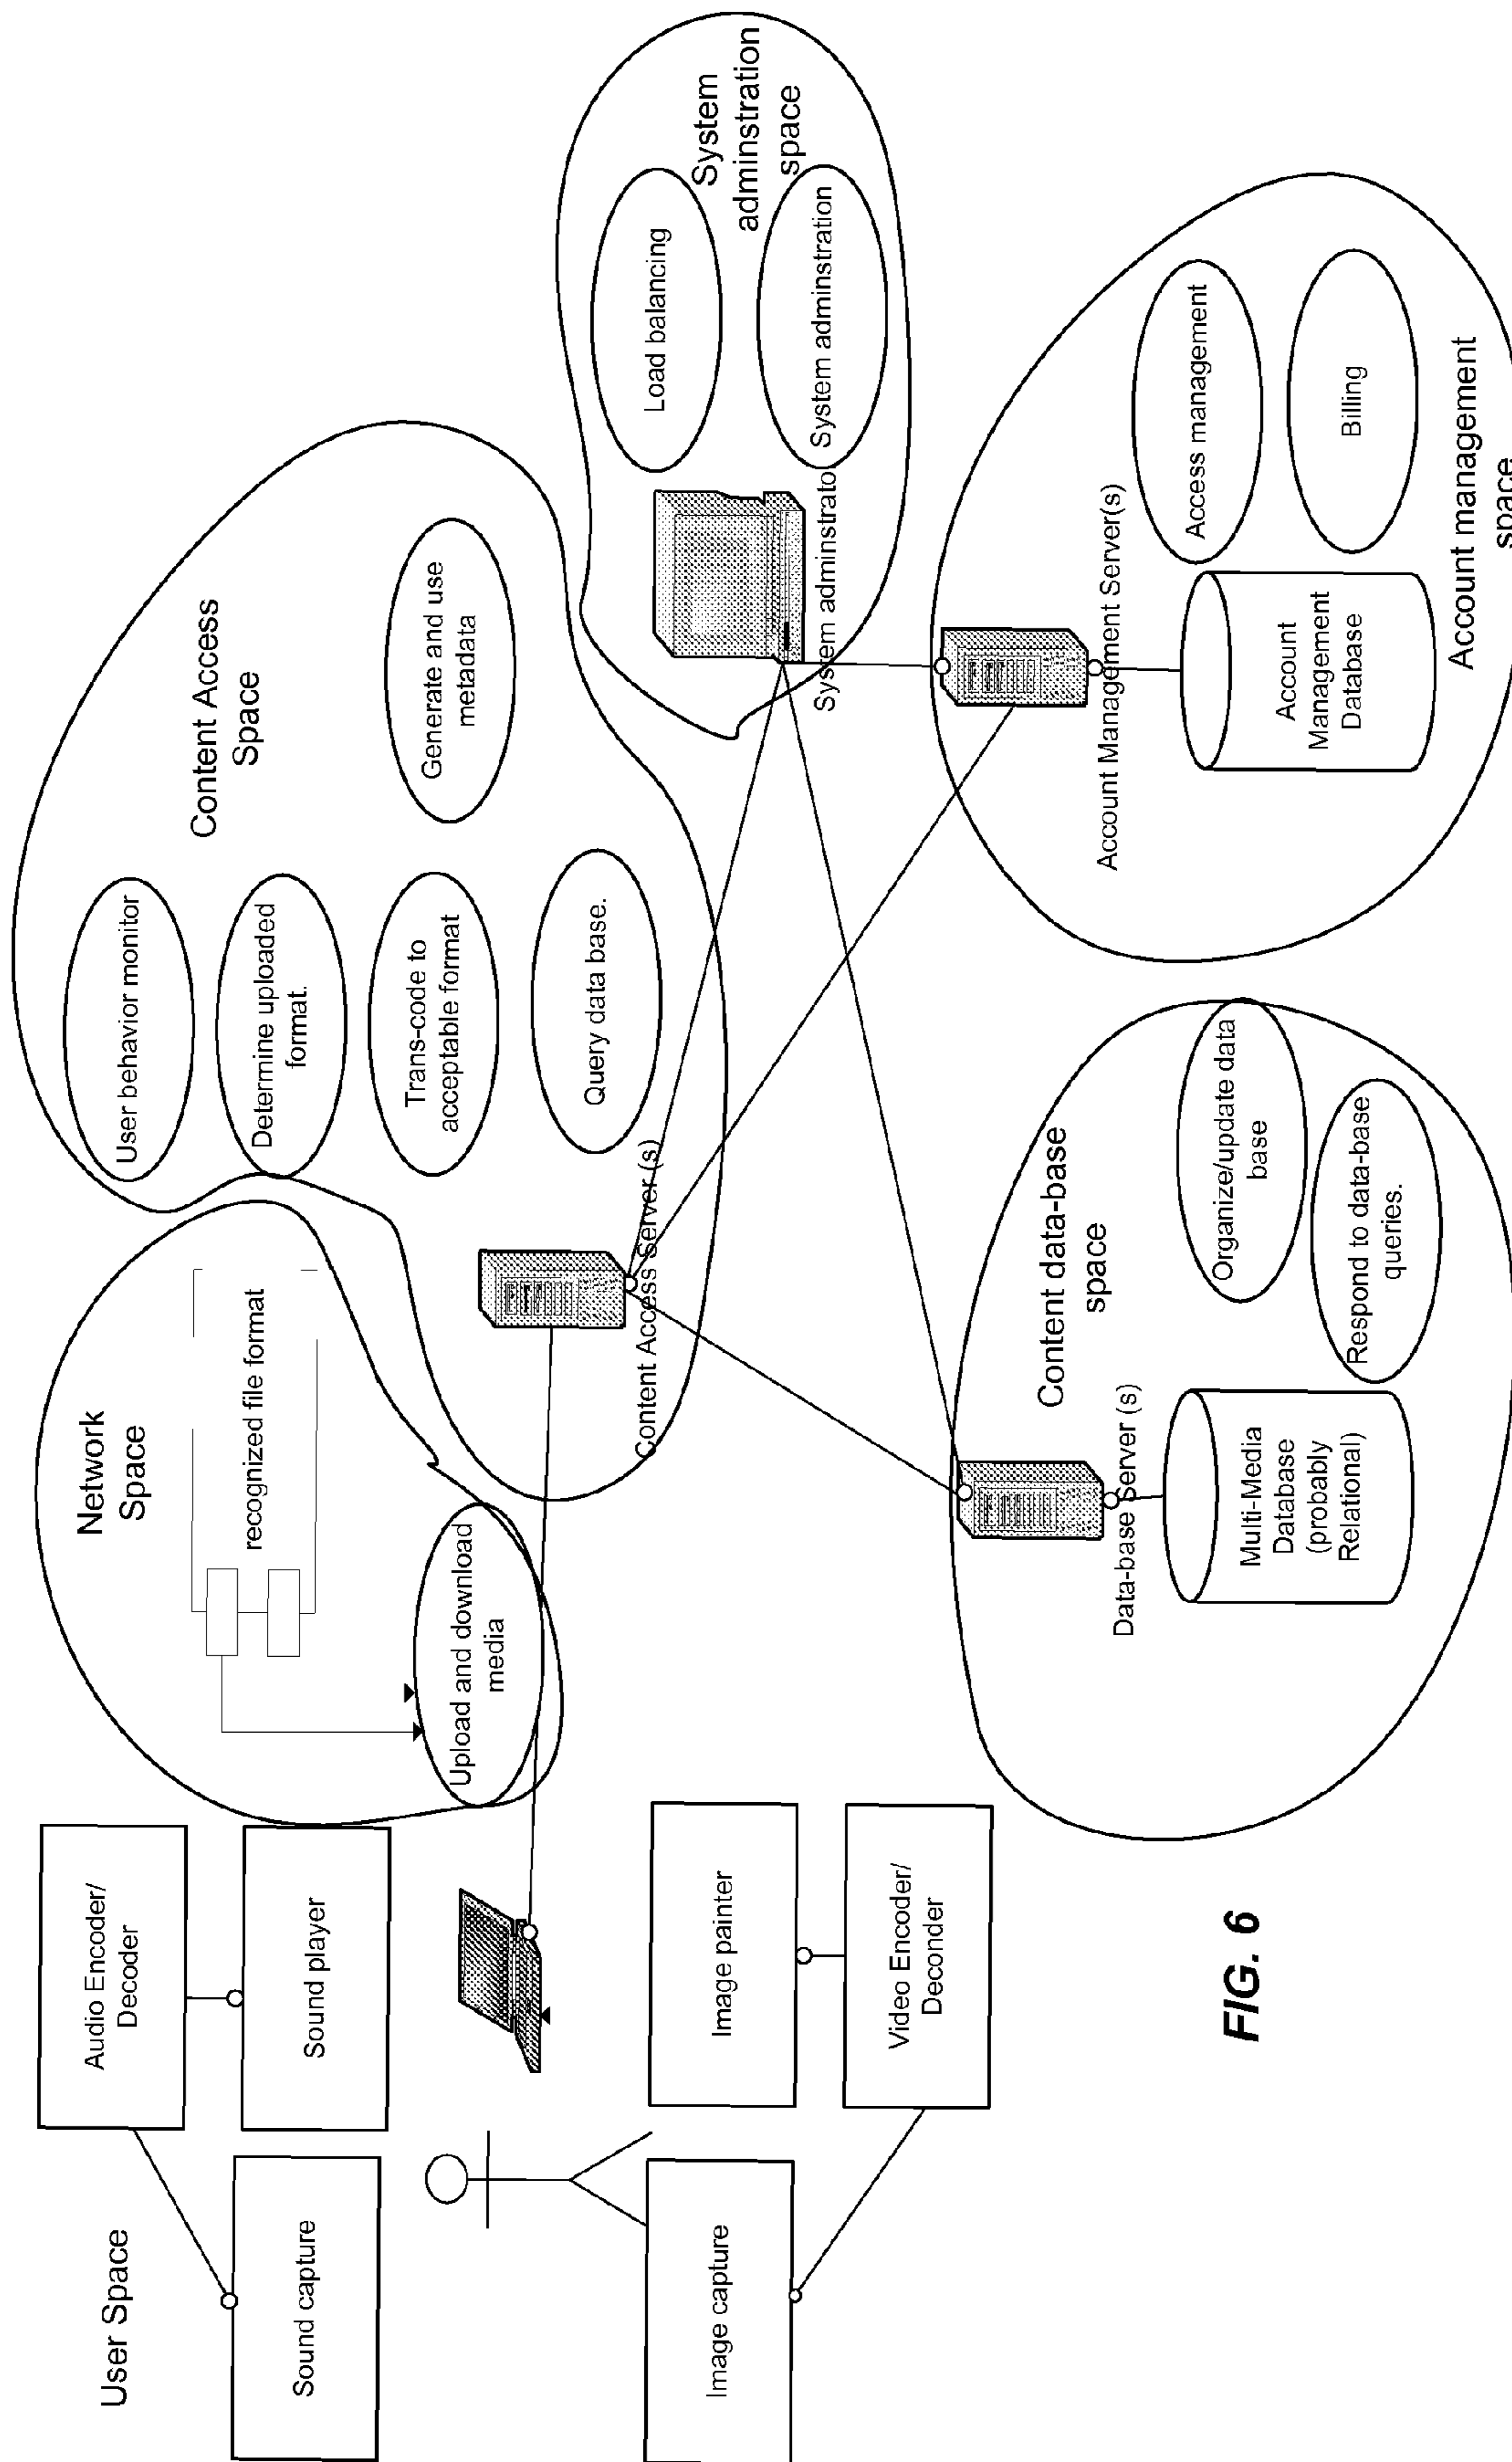 User Space
Sound capture
Audio Encoder/
Decoder
Sound player
Image capture
Image painter
Video Encoder/
Deconder
Network
Space
recognized file format
Upload and download
media
Content Access
Space
User behavior monitor
Determine uploaded
format.
Trans-code to
acceptable format
Query data base.
Generate and use
metadata
Content Access Server (s)
System
adminstration
space
Load balancing
System adminstration
System adminstrato
Content data-base
space
Data-base Server (s)
Multi-Media
Database
(probably
Relational)
Organize/update data
base
Respond to data-base
queries.
Account Management Server(s)
Account
Management
Database
Access management
Billing
Account management
space
FIG. 6